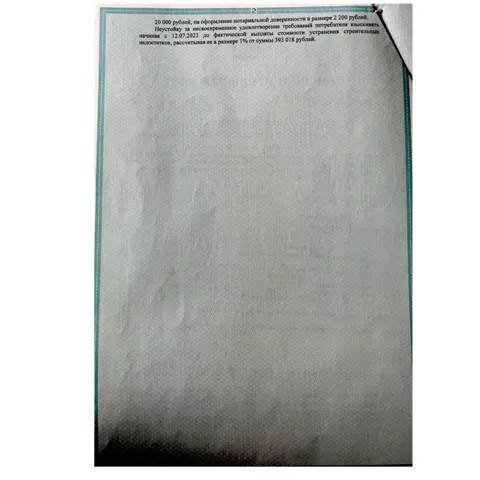 20 000 рублей, на оформление нотариальной доверенности в размере 2 200 рублей.
Неустойку за несвоевременное удовлетворение требований потребителя взыскивать
начиная с 12.07.2023 до фактической выплаты стоимости устранения строительных
недостатков, рассчитывая ее в размере 1% от суммы 393 018 рублей.